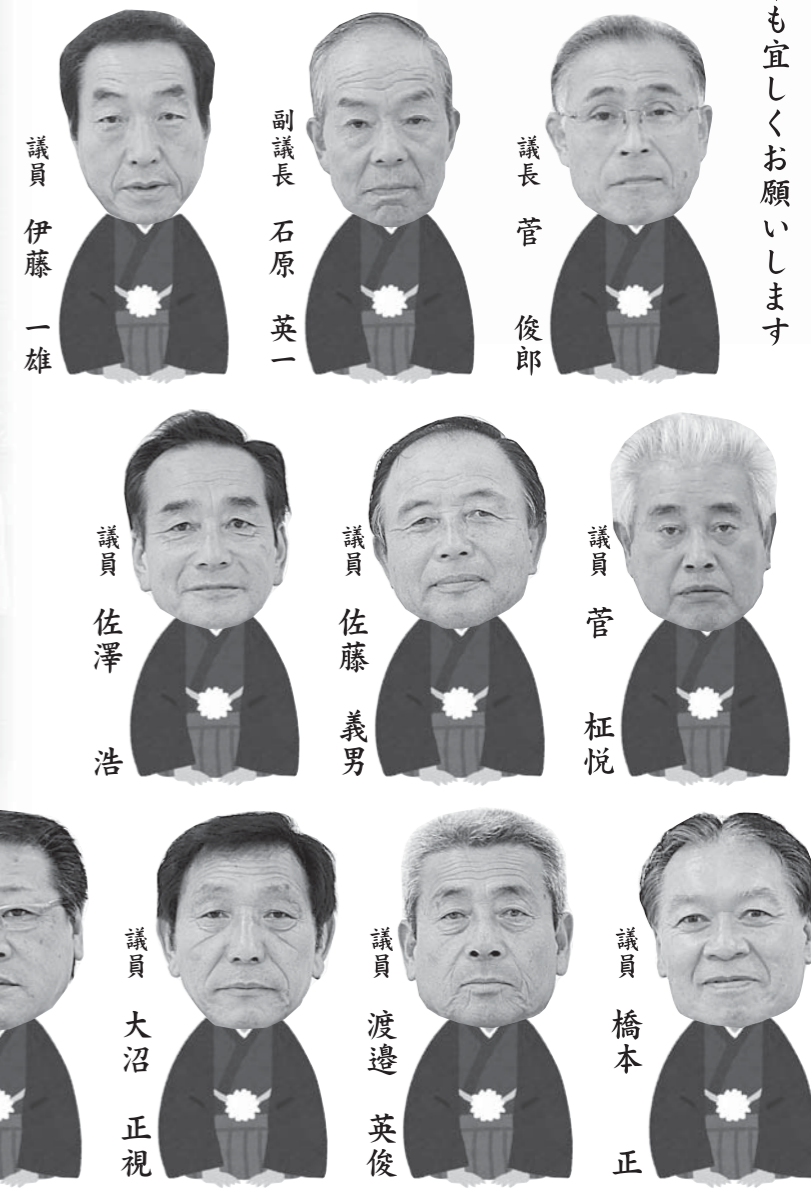 も宜しくお願いします
議長 菅 俊郎
副議長 石原 英一
議員 伊藤 一雄
議員 菅 柾悦
議員 佐藤 義男
議員 佐澤 浩
議員 橋本 正
議員 渡邉 英俊
議員 大沼 正視